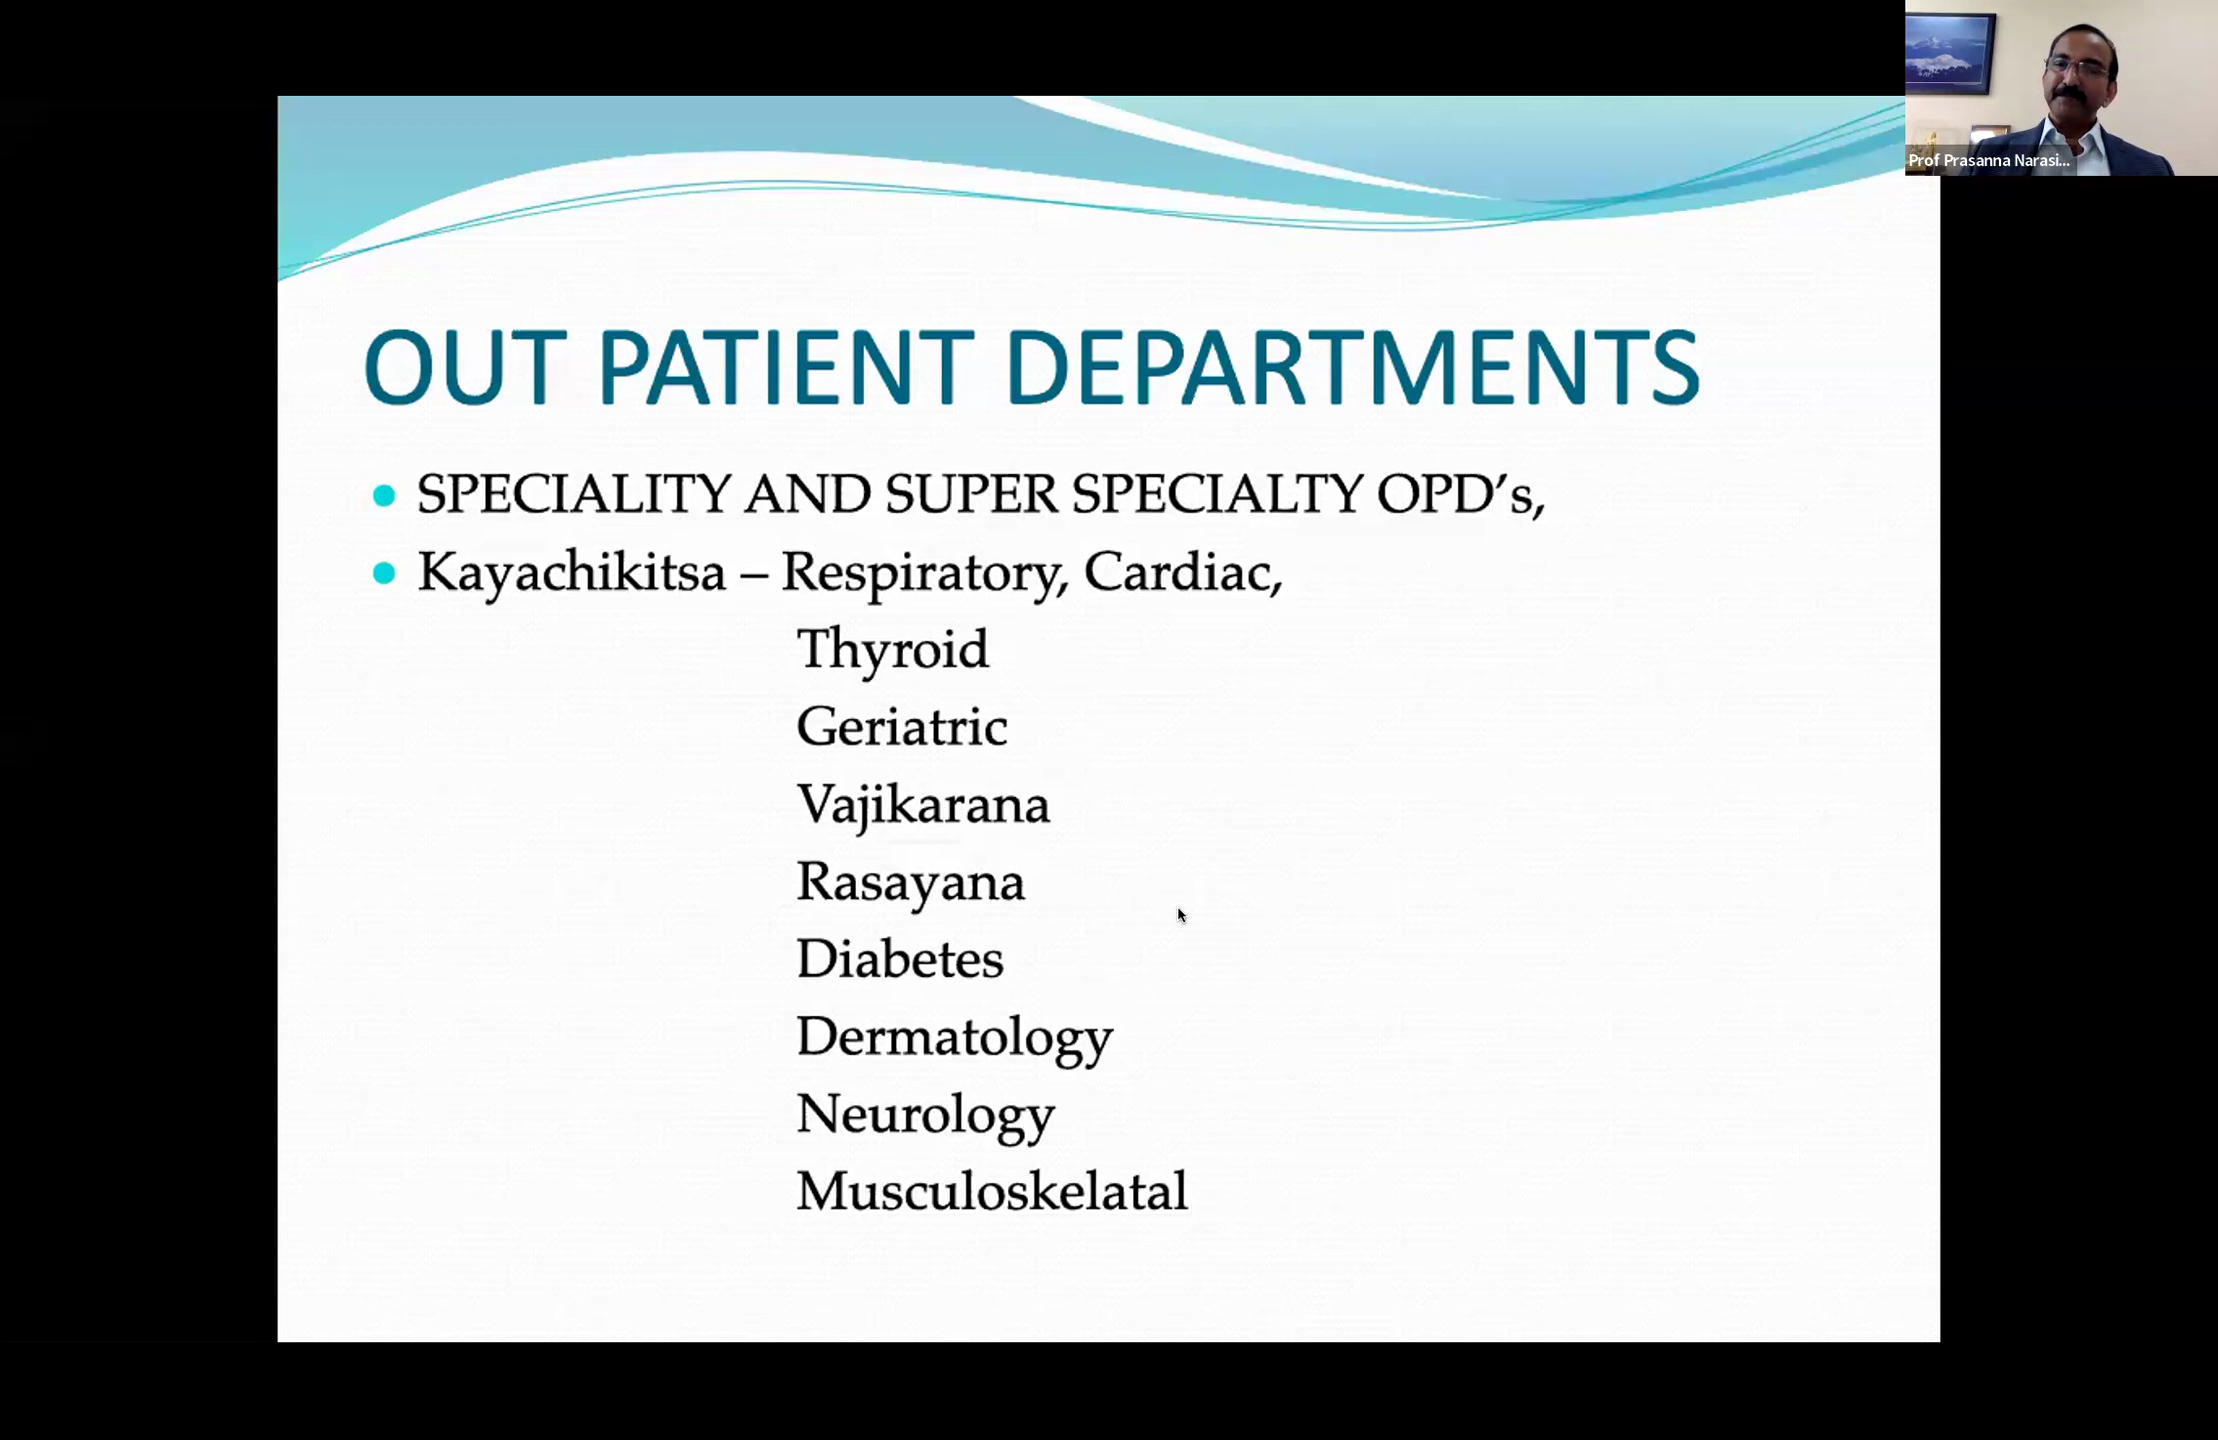 Prof Prasanna Narasi...
OUT PATIENT DEPARTMENTS
SPECIALITY AND SUPER SPECIALTY OPD’s,
Kayachikitsa – Respiratory, Cardiac,
Thyroid
Geriatric
Vajikarana
Rasayana
Diabetes
Dermatology
Neurology
Musculoskelatal